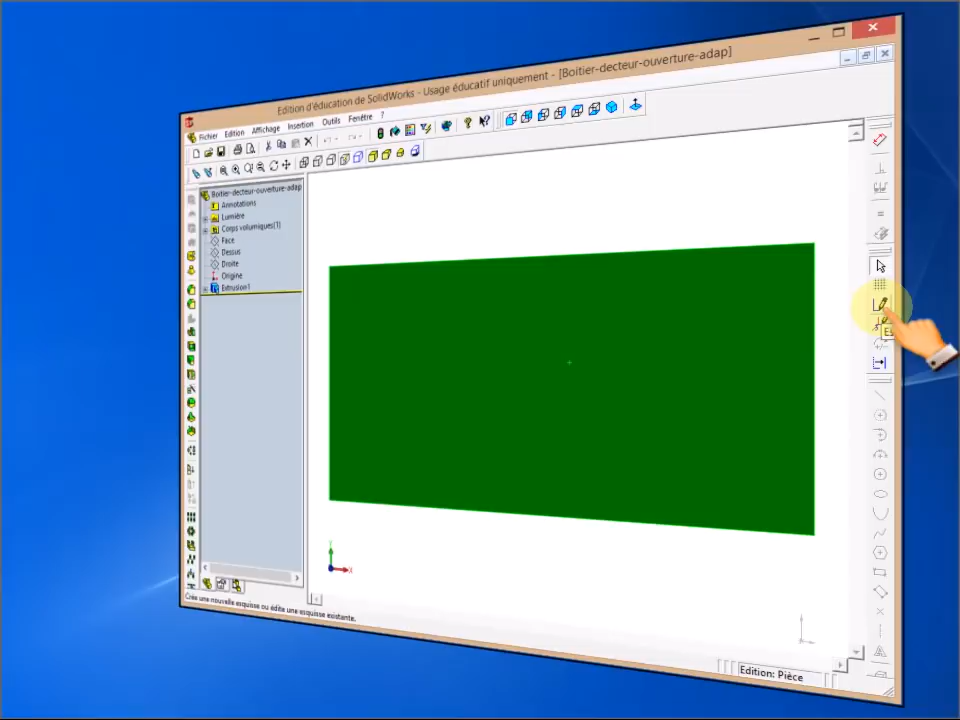 Edition d'éducation de SolidWorks - Usage éducatif uniquement - [Boitier-decteur-ouverture-adap]
Fichier Edition Affichage Insertion Outils Fenêtre ?
Boitier-decteur-ouverture-adap
Annotations
Lumière
Corps volumiques[1]
Face
Dessus
Droite
Origine
Extrusion1
Es
Y
X
Crée une nouvelle esquisse ou édite une esquisse existante.
Edition: Pièce